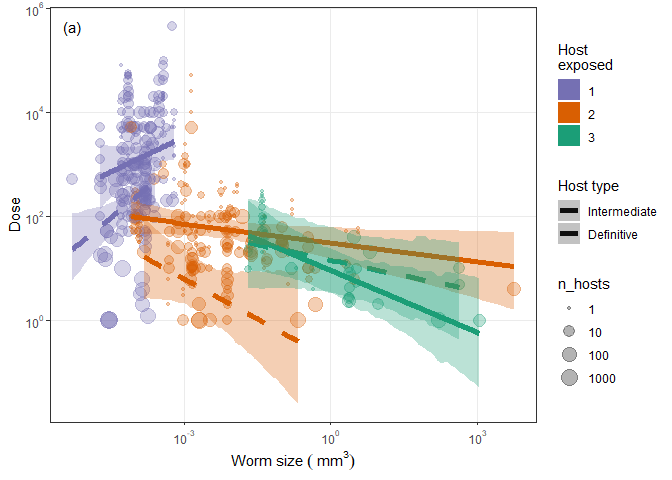 (a)
10^6
10^4
10^2
10^0
Dose
10^-3
10^0
10^3
Worm size ( mm^3)
Host
exposed
1
2
3
Host type
Intermediate
Definitive
n_hosts
1
10
100
1000